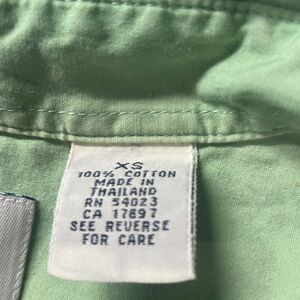 XS
100% COTTON
MADE IN
THAILAND
RN 54023
CA 17897
SEE REVERSE
FOR CARE